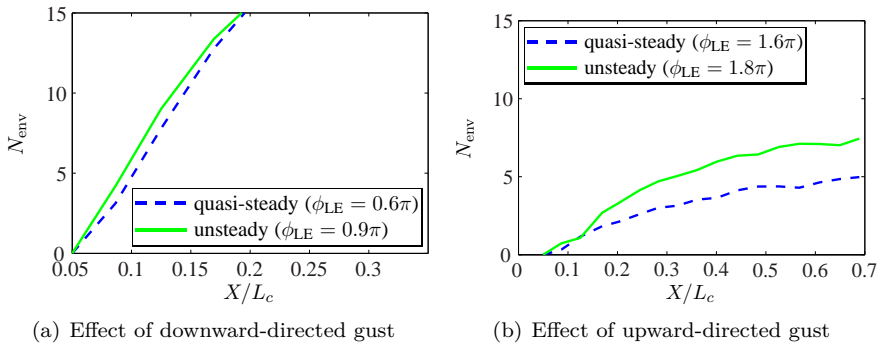 15
10
5
0
N_env
quasi-steady (ϕ_LE = 0.6π)
unsteady (ϕ_LE = 0.9π)
0.05 0.1 0.15 0.2 0.25 0.3
X/L_c
(a) Effect of downward-directed gust
15
10
5
0
N_env
quasi-steady (ϕ_LE = 1.6π)
unsteady (ϕ_LE = 1.8π)
0 0.1 0.2 0.3 0.4 0.5 0.6 0.7
X/L_c
(b) Effect of upward-directed gust